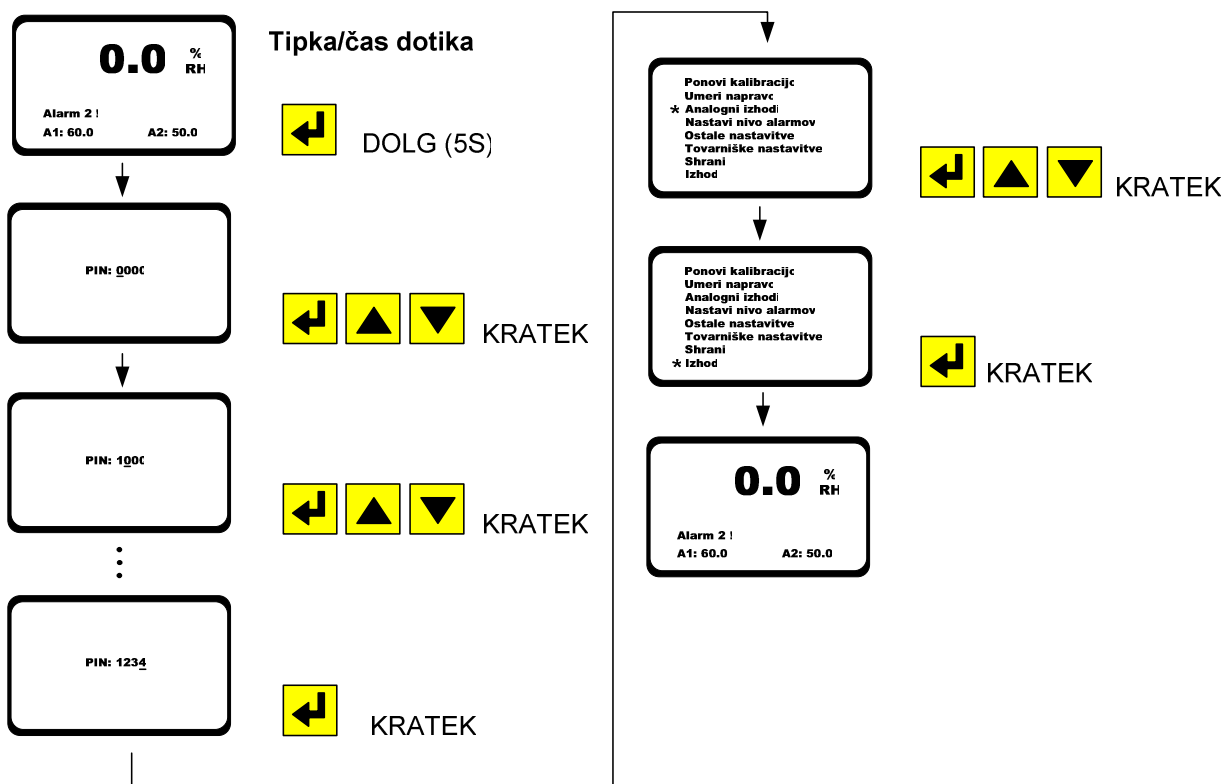 0.0 % RH
Alarm 2 !
A1: 60.0 A2: 50.0
Tipka/čas dotika
DOLG (5S)
PIN: 0000
KRATEK
PIN: 1000
KRATEK
PIN: 1234
KRATEK
Ponovi kalibracijo
Umeri napravo
* Analogni izhodi
Nastavi nivo alarmov
Ostale nastavitve
Tovarniške nastavitve
Shrani
Izhod
KRATEK
Ponovi kalibracijo
Umeri napravo
Analogni izhodi
Nastavi nivo alarmov
Ostale nastavitve
Tovarniške nastavitve
Shrani
* Izhod
KRATEK
0.0 % RH
Alarm 2 !
A1: 60.0 A2: 50.0